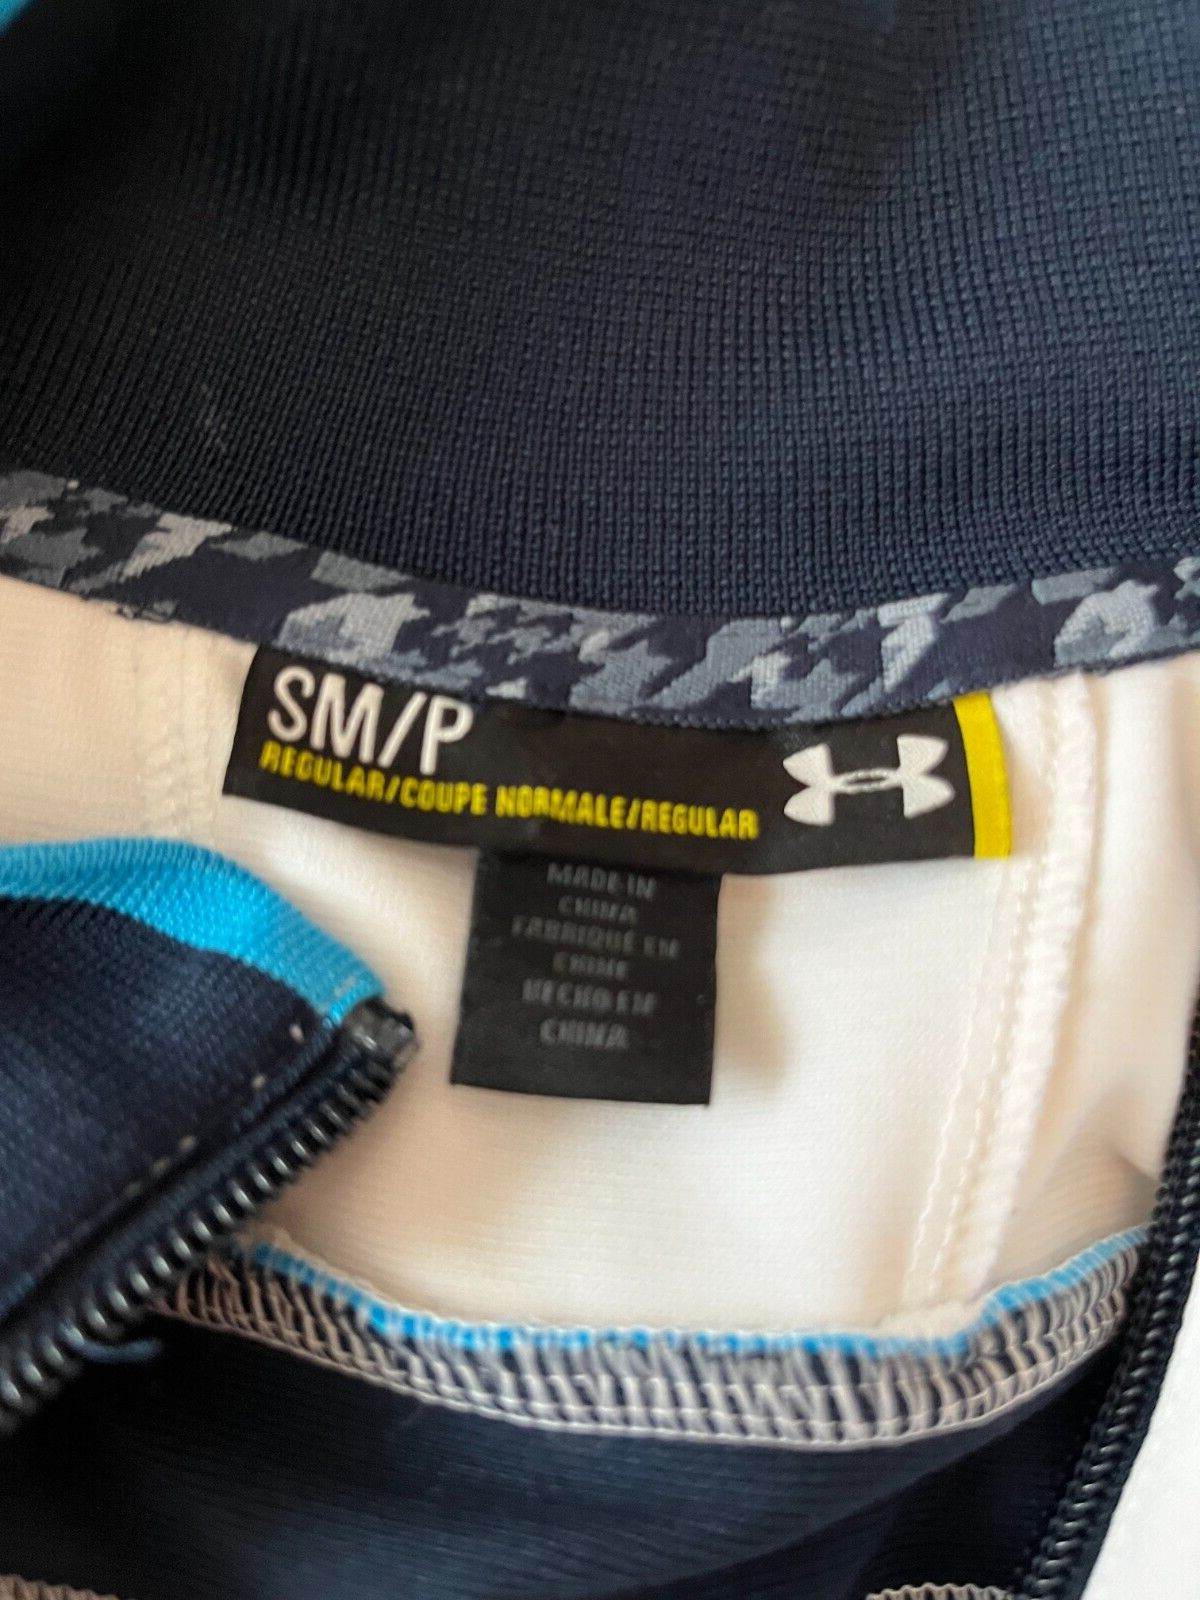 SM/P
REGULAR/COUPE NORMALE/REGULAR
MADE IN
CHINA
FABRIQUÉ EN
CHINE
HECHO EN
CHINA